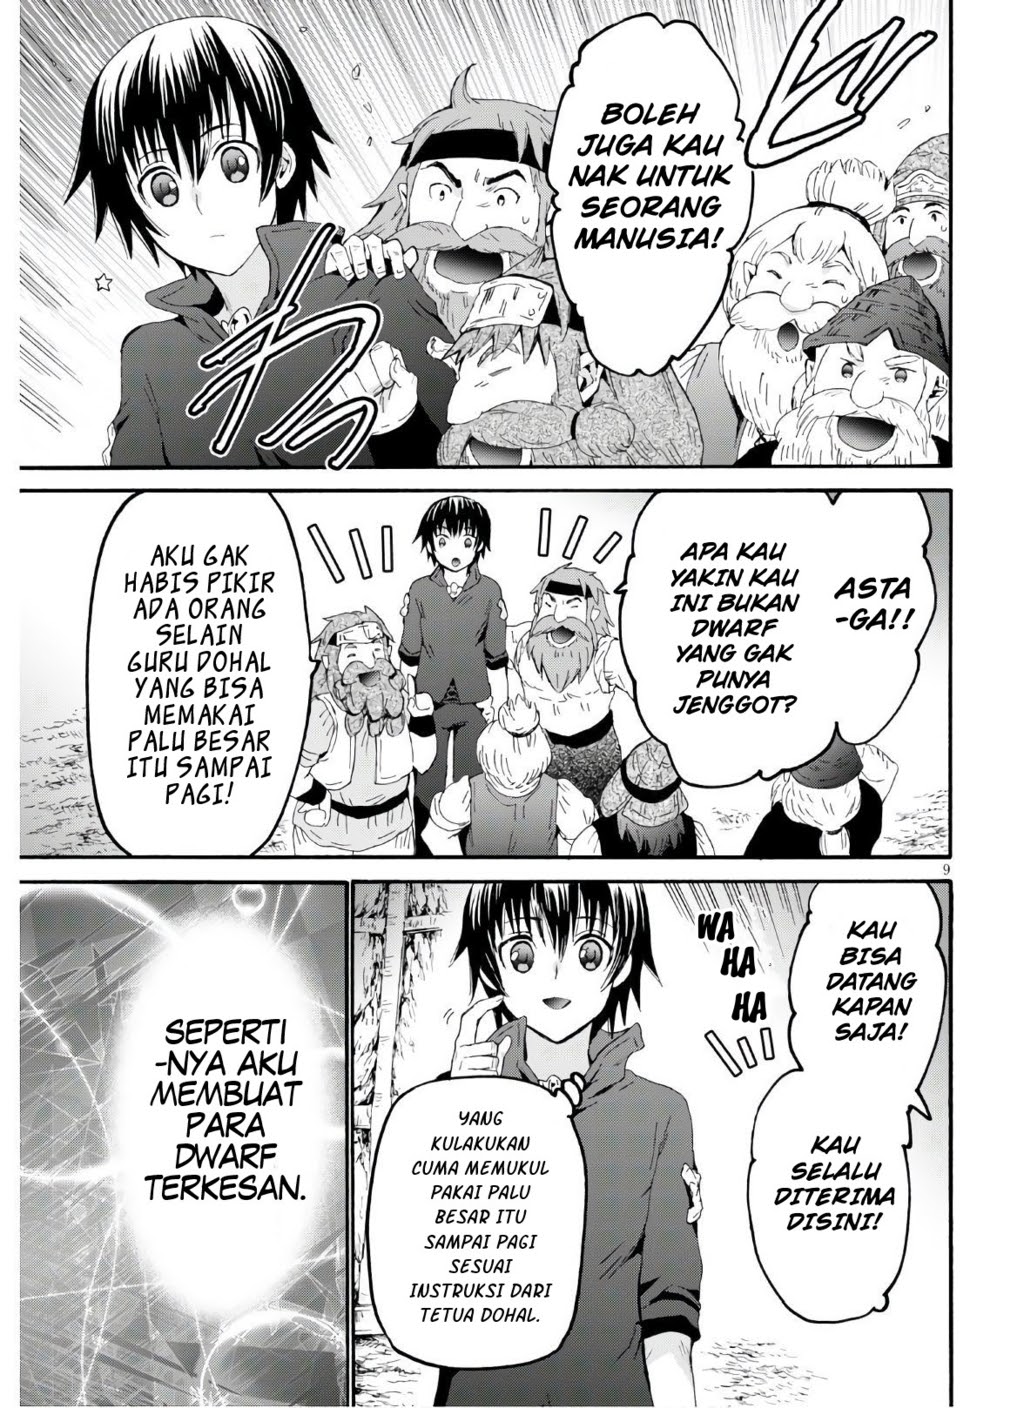 BOLEH
JUGA KAU
NAK UNTUK
SEORANG
MANUSIA!
わっ
ASTA
-GA!!
APA KAU
YAKIN KAU
INI BUKAN
DWARF
YANG GAK
PUNYA
JENGGOT?
AKU GAK
HABIS PIKIR
ADA ORANG
SELAIN
GURU DOHAL
YANG BISA
MEMAKAI
PALU BESAR
ITU SAMPAI
PAGI!
9
KAU
BISA
DATANG
KAPAN
SAJA!
KAU
SELALU
DITERIMA
DISINI!
WA
HA
HA
YANG
KULAKUKAN
CUMA MEMUKUL
PAKAI PALU
BESAR ITU
SAMPAI PAGI
SESUAI
INSTRUKSI DARI
TETUA DOHAL.
SEPERTI
-NYA AKU
MEMBUAT
PARA
DWARF
TERKESAN.